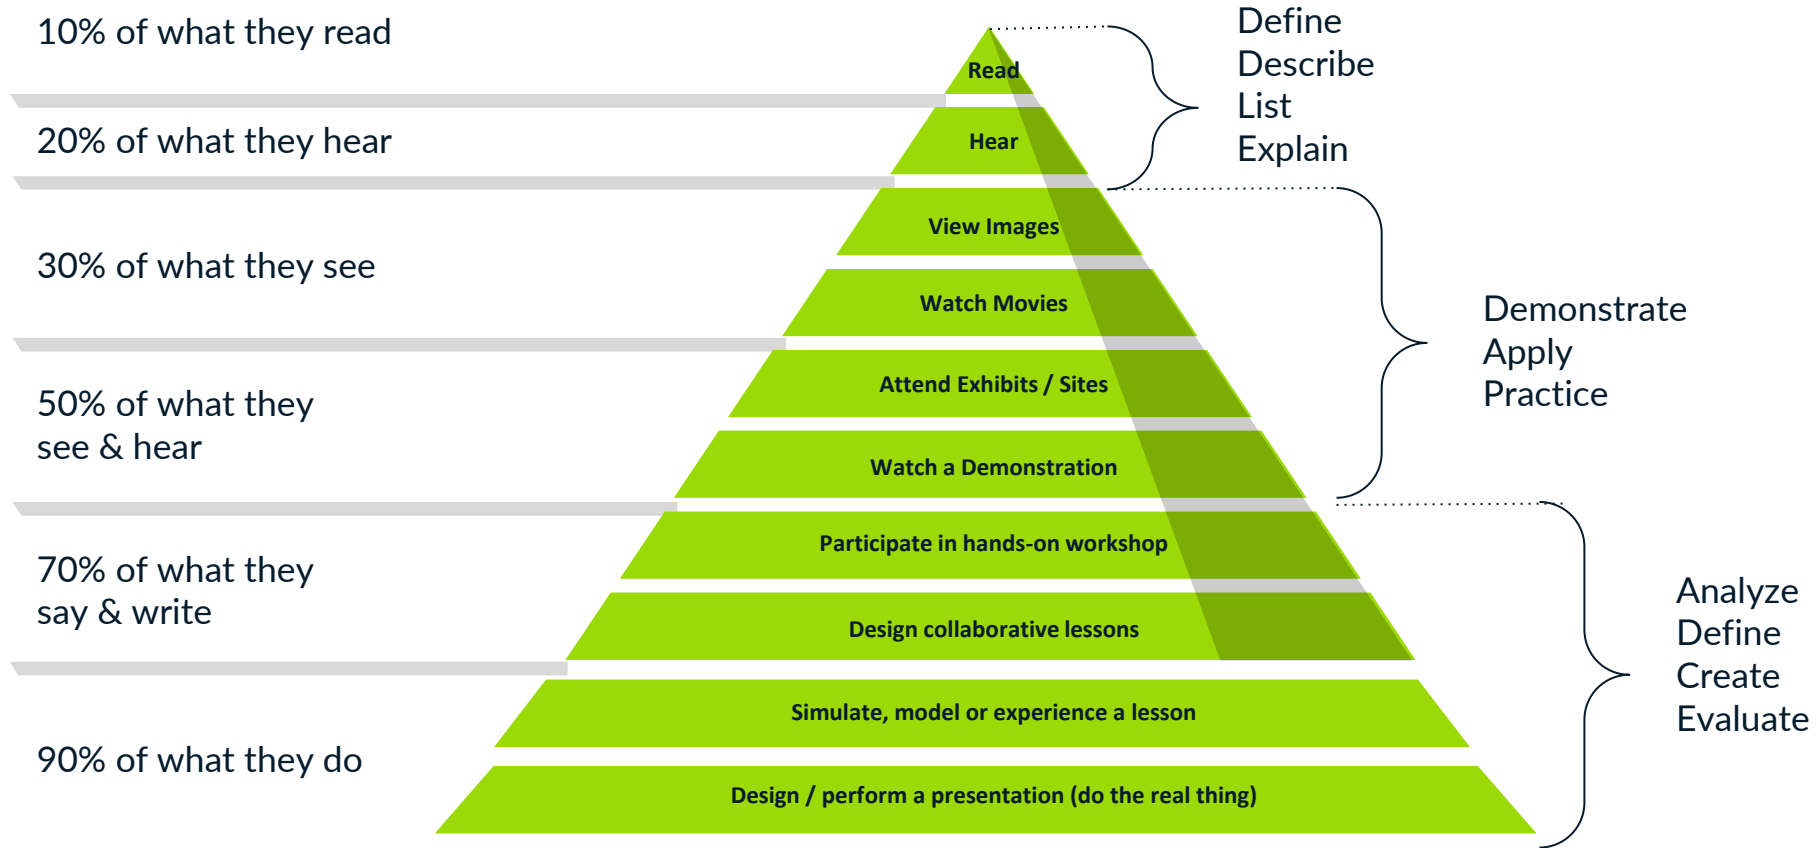 10% of what they read
20% of what they hear
30% of what they see
50% of what they
see & hear
70% of what they
say & write
90% of what they do
Read
Hear
View Images
Watch Movies
Attend Exhibits / Sites
Watch a Demonstration
Participate in hands-on workshop
Design collaborative lessons
Simulate, model or experience a lesson
Design / perform a presentation (do the real thing)
Define
Describe
List
Explain
Demonstrate
Apply
Practice
Analyze
Define
Create
Evaluate